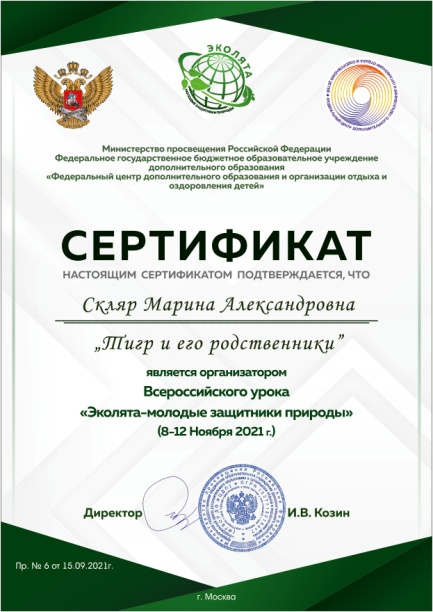 ЭКОЛЯТА
Министерство просвещения Российской Федерации
Федеральное государственное бюджетное образовательное учреждение
дополнительного образования
«Федеральный центр дополнительного образования и организации отдыха и
оздоровления детей»
СЕРТИФИКАТ
НАСТОЯЩИМ СЕРТИФИКАТОМ ПОДТВЕРЖДАЕТСЯ, ЧТО
Скляр Марина Александровна
„Тигр и его родственники”
является организатором
Всероссийского урока
«Эколята-молодые защитники природы»
(8-12 Ноября 2021 г.)
Директор
И.В. Козин
Пр. № 6 от 15.09.2021г.
г. Москва